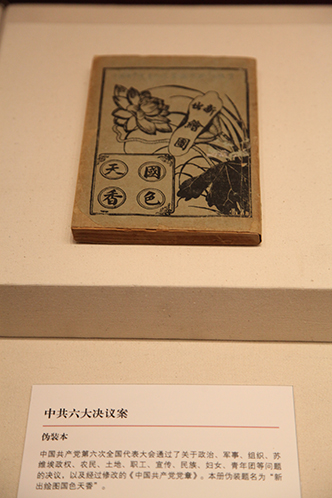 新出繪圖
國色
天香
中共六大决议案
伪装本
中国共产党第六次全国代表大会通过了关于政治、军事、组织、苏
维埃政权、农民、土地、职工、宣传、民族、妇女、青年团等问题
的决议，以及经过修改的《中国共产党党章》。本册伪装题名为“新
出绘图国色天香”。